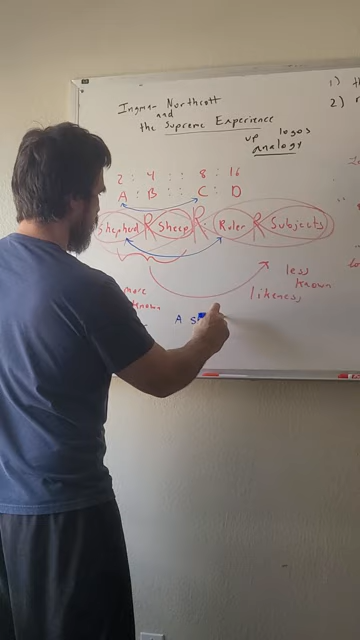 Ingmar Northcott
and
the Supreme Experience
up logos
analogy
2 : 4 :: 8 : 16
A : B :: C : D
Shepherd R Sheep R Ruler R Subjects
more
less
known
likeness
A s
1) th
2) r